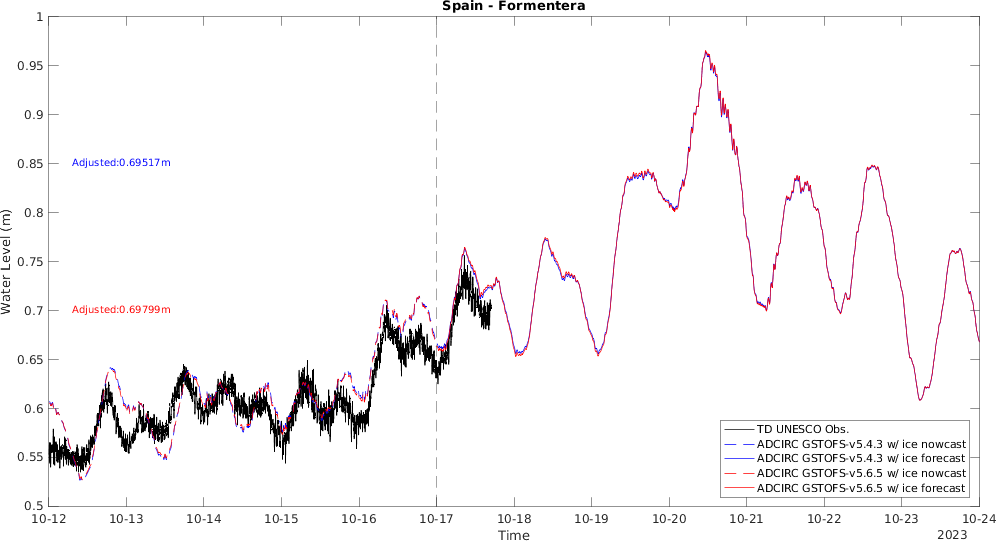 Spain - Formentera
Water Level (m)
1
0.95
0.9
0.85
0.8
0.75
0.7
0.65
0.6
0.55
0.5
Adjusted:0.69517m
Adjusted:0.69799m
TD UNESCO Obs.
ADCIRC GSTOFS-v5.4.3 w/ ice nowcast
ADCIRC GSTOFS-v5.4.3 w/ ice forecast
ADCIRC GSTOFS-v5.6.5 w/ ice nowcast
ADCIRC GSTOFS-v5.6.5 w/ ice forecast
10-12 10-13 10-14 10-15 10-16 10-17 10-18 10-19 10-20 10-21 10-22 10-23 10-24
Time
2023